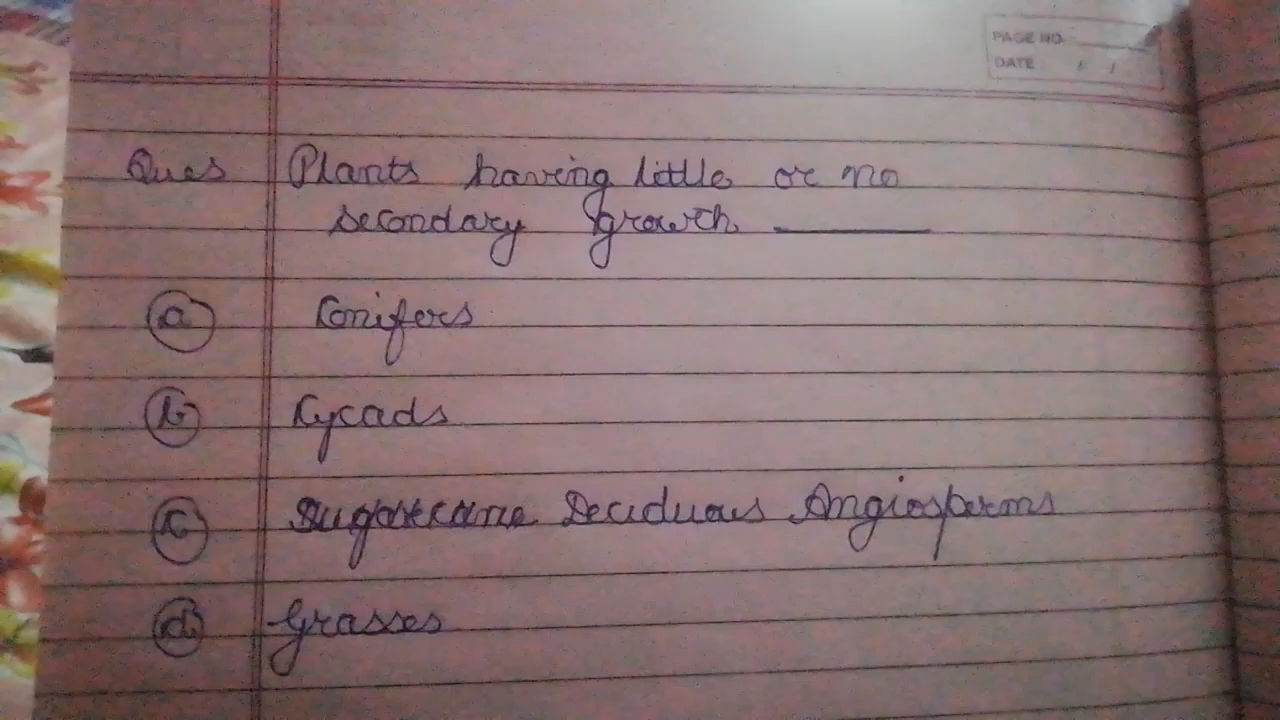 PAGE NO.
DATE / /
Ques Plants having little or no
secondary growth ______
(a) Conifers
(b) Cycads
(c) Sugarcane Deciduous Angiosperms
(d) Grasses